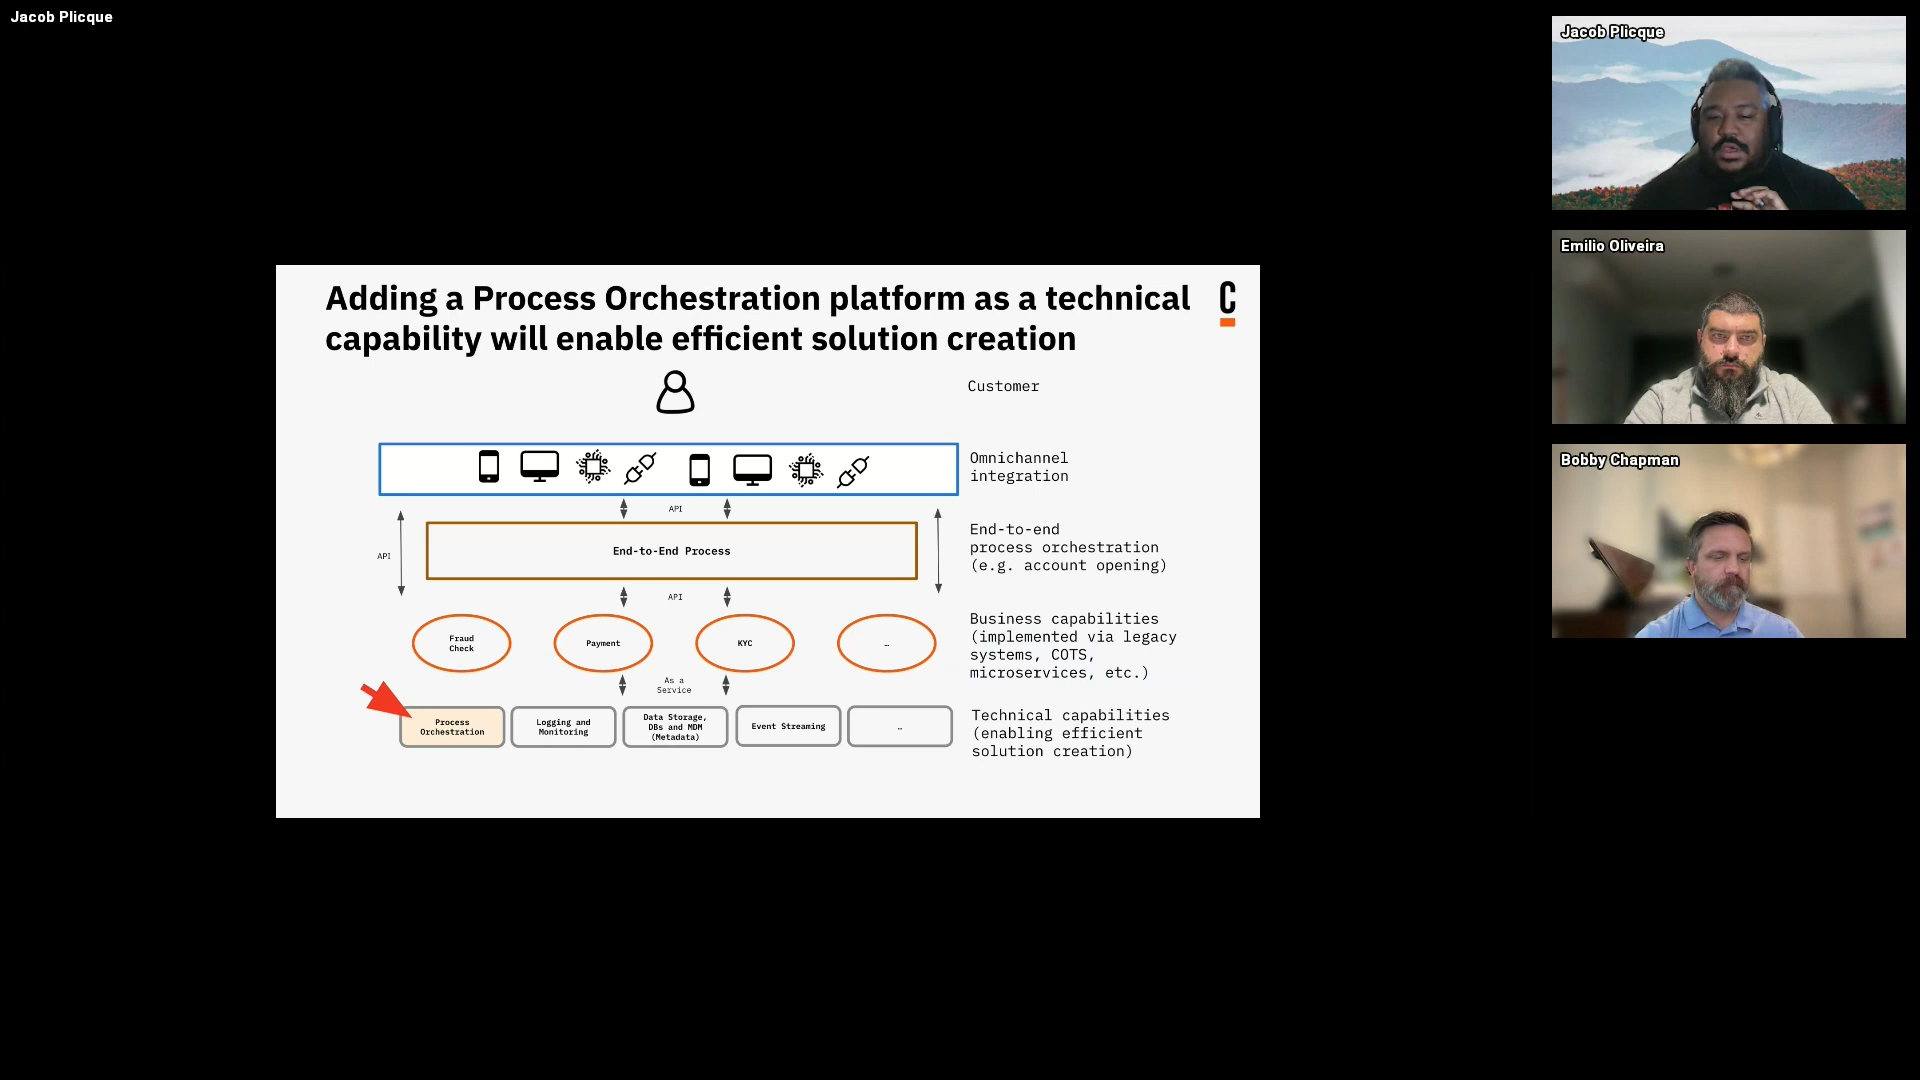 Jacob Plicque
Jacob Plicque
Emilio Oliveira
Bobby Chapman
Adding a Process Orchestration platform as a technical
capability will enable efficient solution creation
C
Customer
Omnichannel
integration
API
API
End-to-End Process
End-to-end
process orchestration
(e.g. account opening)
API
Fraud
Check
Payment
KYC
…
Business capabilities
(implemented via legacy
systems, COTS,
microservices, etc.)
As a
Service
Process
Orchestration
Logging and
Monitoring
Data Storage,
DBs and MDM
(Metadata)
Event Streaming
…
Technical capabilities
(enabling efficient
solution creation)